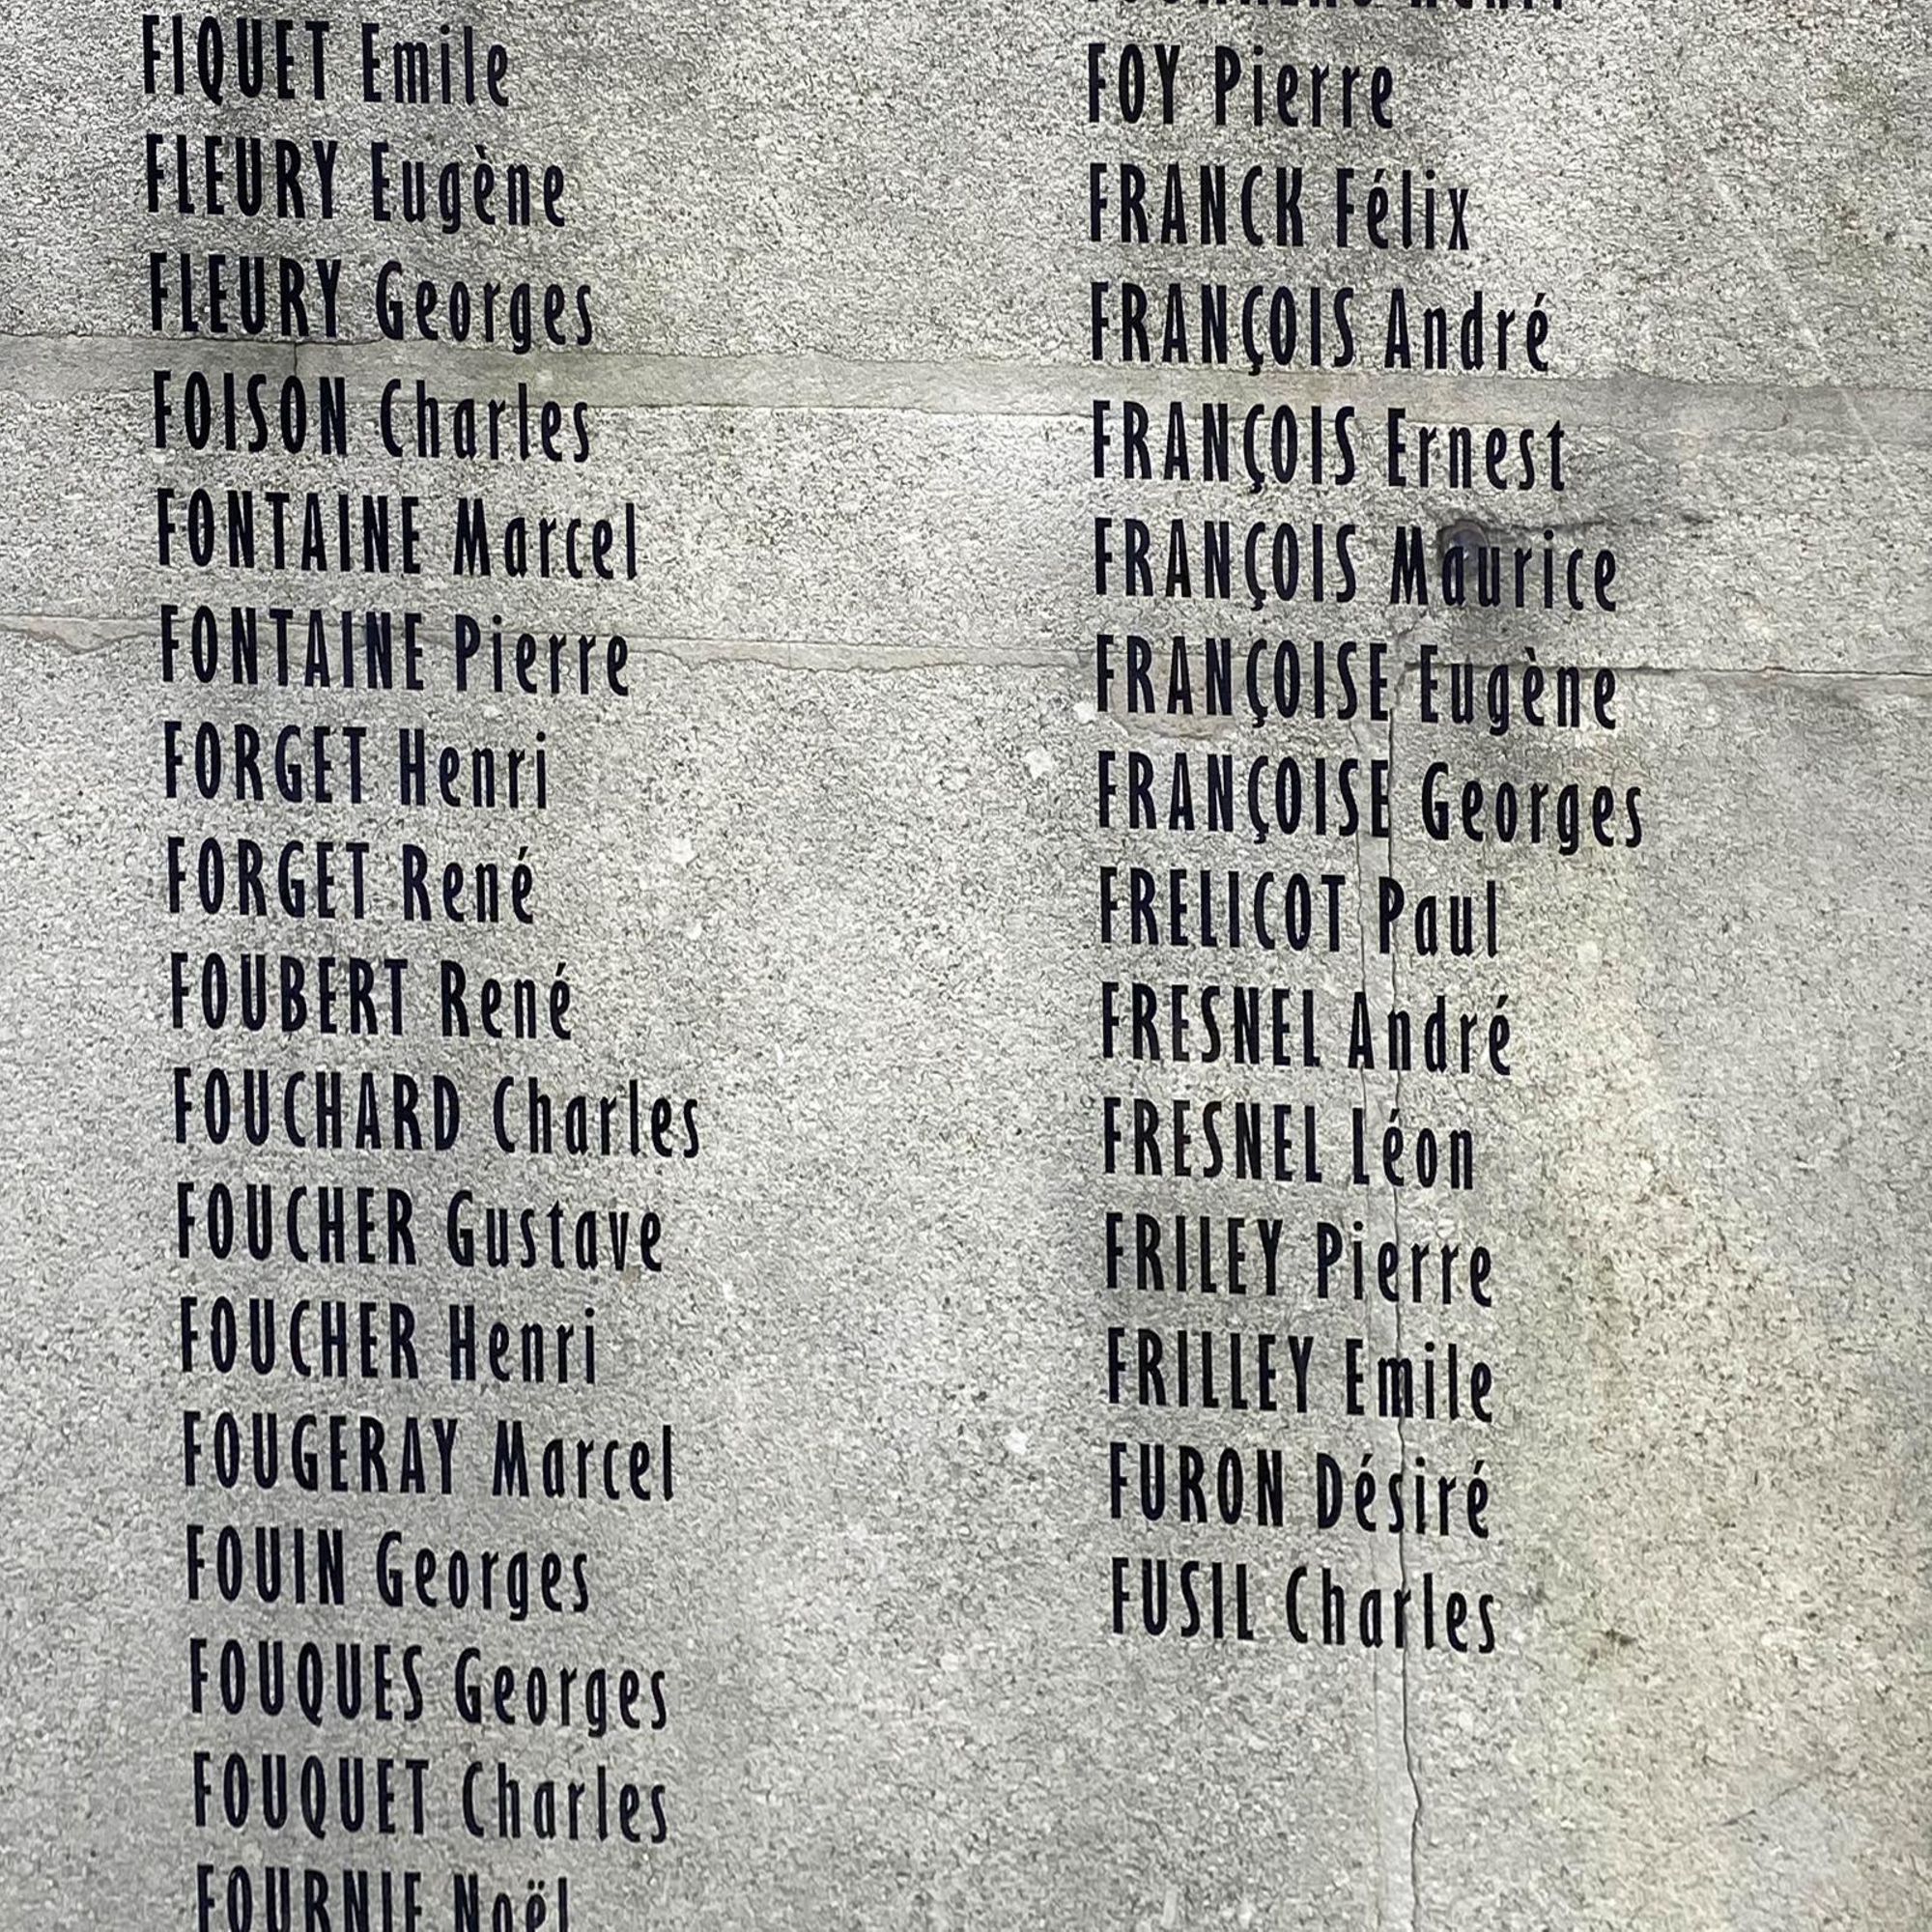 FIQUET Emile
FLEURY Eugène
FLEURY Georges
FOISON Charles
FONTAINE Marcel
FONTAINE Pierre
FORGET Henri
FORGET René
FOUBERT René
FOUCHARD Charles
FOUCHER Gustave
FOUCHER Henri
FOUGERAY Marcel
FOUIN Georges
FOUQUES Georges
FOUQUET Charles
FOURNIE Noël
FOY Pierre
FRANCK Félix
FRANÇOIS André
FRANÇOIS Ernest
FRANÇOIS Maurice
FRANÇOISE Eugène
FRANÇOISE Georges
FRELICOT Paul
FRESNEL André
FRESNEL Léon
FRILEY Pierre
FRILLEY Emile
FURON Désiré
FUSIL Charles